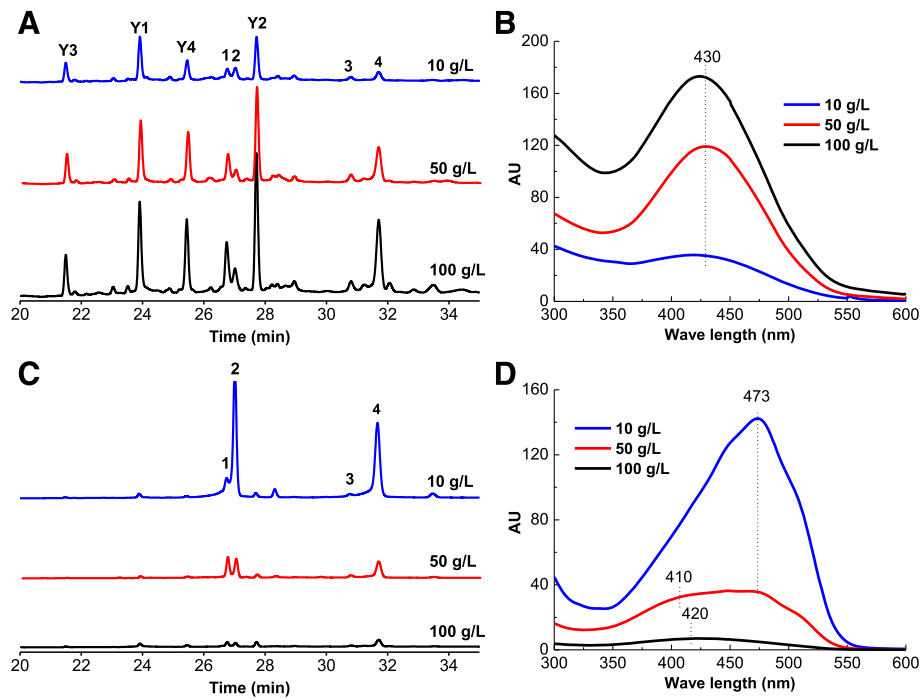 A
Y3
Y1
Y4
1
2
Y2
3
4
10 g/L
50 g/L
100 g/L
20
22
24
26
28
30
32
34
Time (min)
B
200
160
120
80
40
0
AU
430
10 g/L
50 g/L
100 g/L
300
350
400
450
500
550
600
Wave length (nm)
C
2
1
3
4
10 g/L
50 g/L
100 g/L
20
22
24
26
28
30
32
34
Time (min)
D
160
120
80
40
0
AU
473
10 g/L
50 g/L
100 g/L
410
420
300
350
400
450
500
550
600
Wave length (nm)